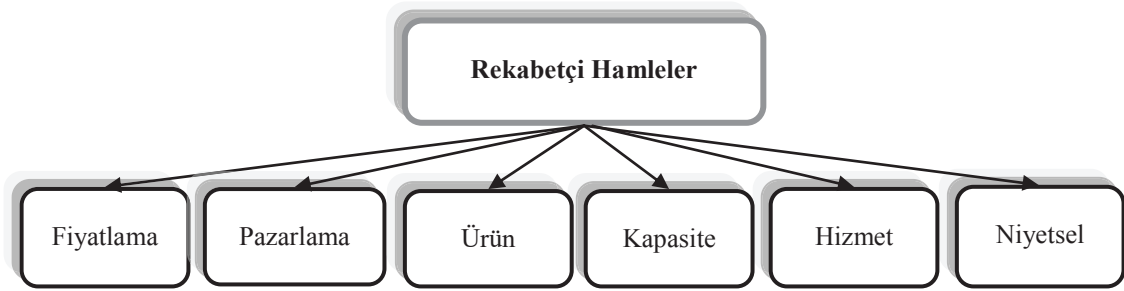 Rekabetçi Hamleler
Fiyatlama
Pazarlama
Ürün
Kapasite
Hizmet
Niyetsel